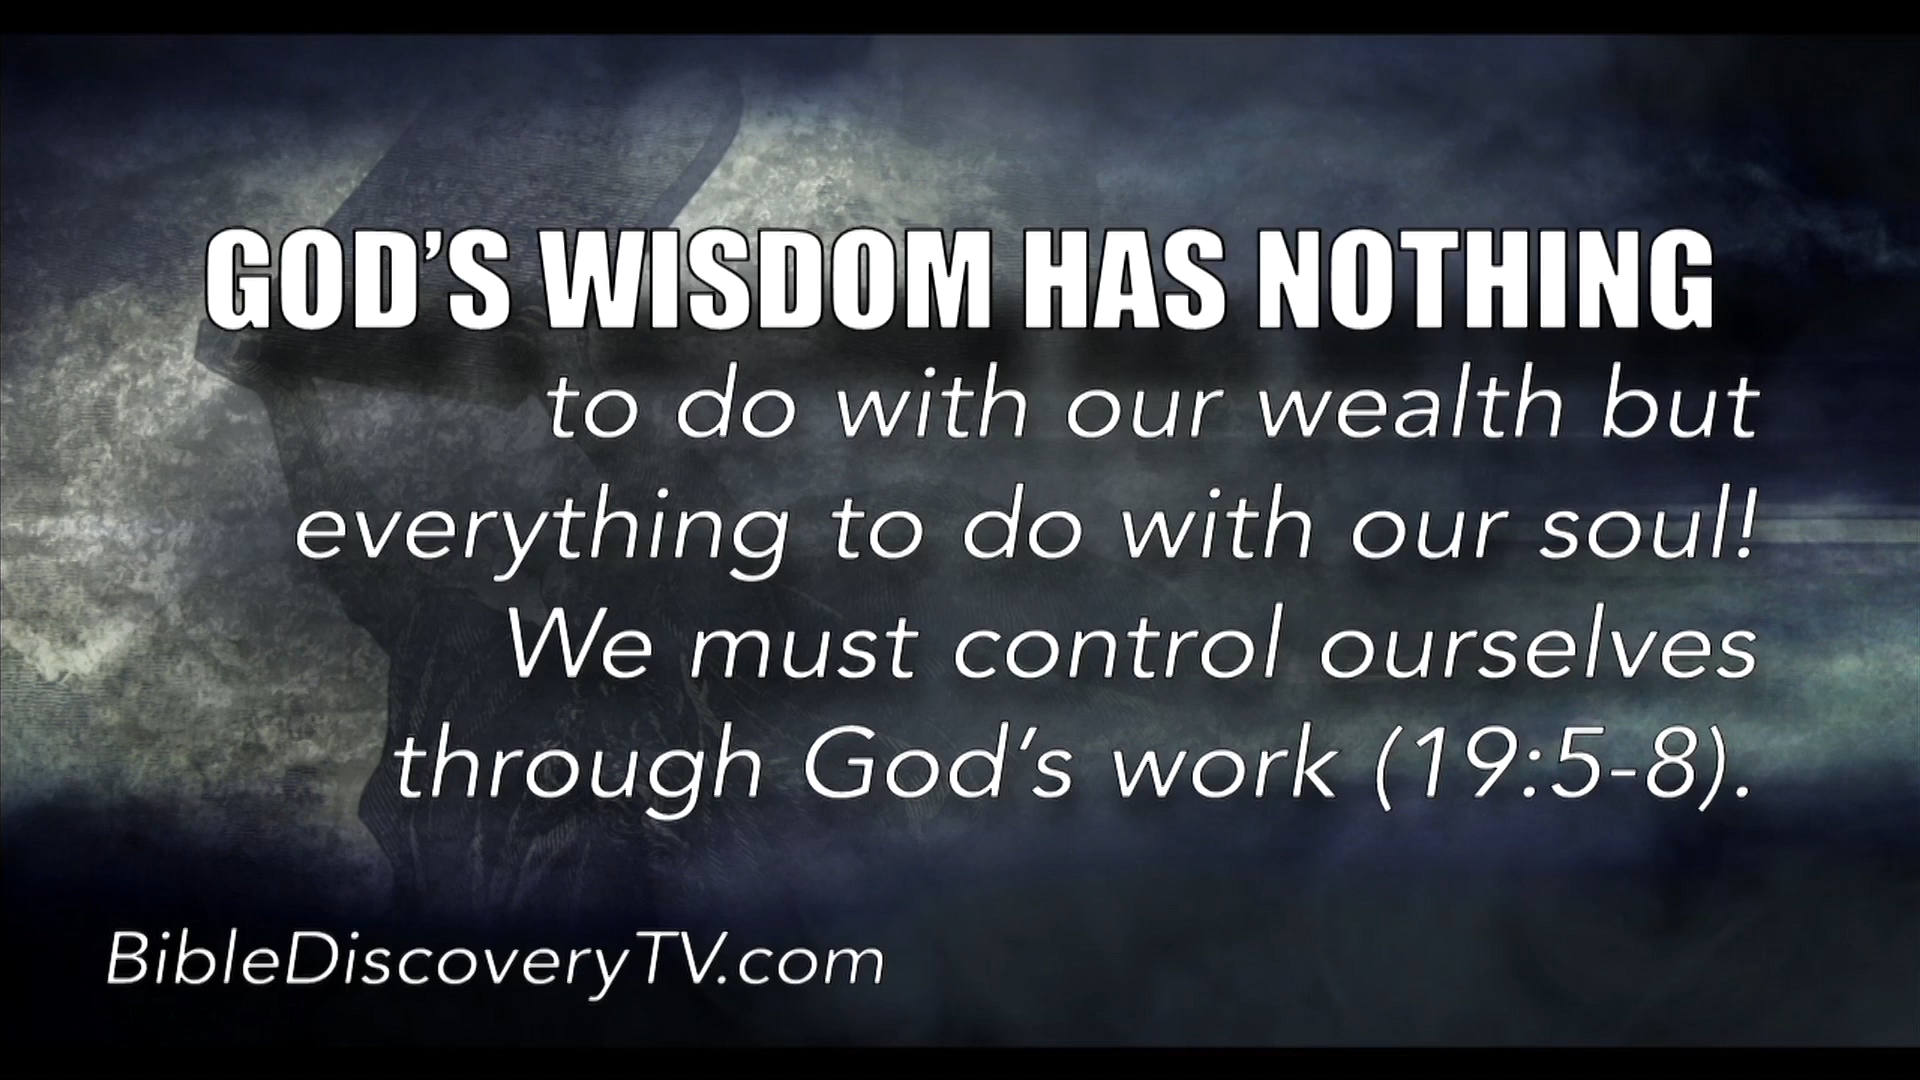 GOD’S WISDOM HAS NOTHING
to do with our wealth but
everything to do with our soul!
We must control ourselves
through God’s work (19:5-8).
BibleDiscoveryTV.com